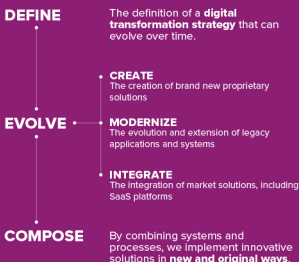 DEFINE
The definition of a digital
transformation strategy that can
evolve over time.
CREATE
The creation of brand new proprietary
solutions
EVOLVE
MODERNIZE
The evolution and extension of legacy
applications and systems
INTEGRATE
The integration of market solutions, including
SaaS platforms
COMPOSE
By combining systems and
processes, we implement innovative
solutions in new and original ways.